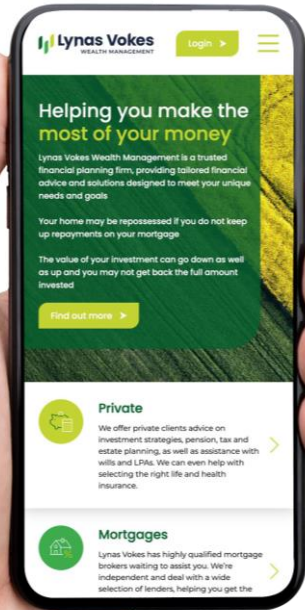 Lynas Vokes
WEALTH MANAGEMENT
Login
Helping you make the
most of your money
Lynas Vokes Wealth Management is a trusted
financial planning firm, providing tailored financial
advice and solutions designed to meet your unique
needs and goals
Your home may be repossessed if you do not keep
up repayments on your mortgage
The value of your investment can go down as well
as up and you may not get back the full amount
invested
Find out more
Private
We offer private clients advice on
investment strategies, pension, tax and
estate planning, as well as assistance with
wills and LPAs. We can even help with
selecting the right life and health
insurance.
Mortgages
Lynas Vokes has highly qualified mortgage
brokers waiting to assist you. We're
independent and deal with a wide
selection of lenders, helping you get the